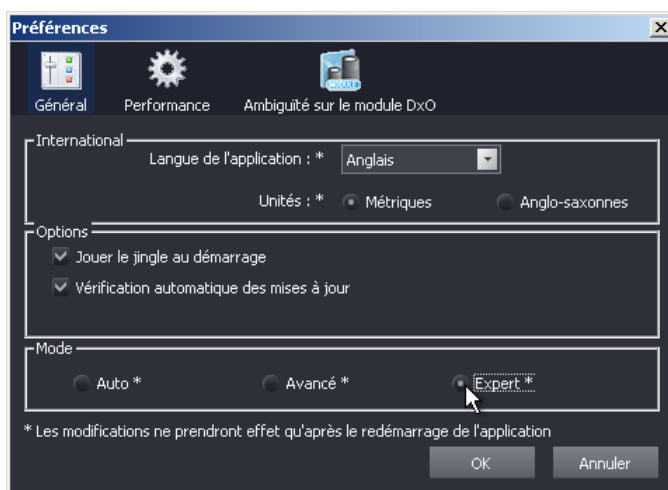 Préférences
Général Performance Ambiguïté sur le module DxO
MODULE
International
Langue de l'application : * Anglais
Unités : * Métriques Anglo-saxonnes
Options
Jouer le jingle au démarrage
Vérification automatique des mises à jour
Mode
Auto * Avancé * Expert *
* Les modifications ne prendront effet qu'après le redémarrage de l'application
OK Annuler